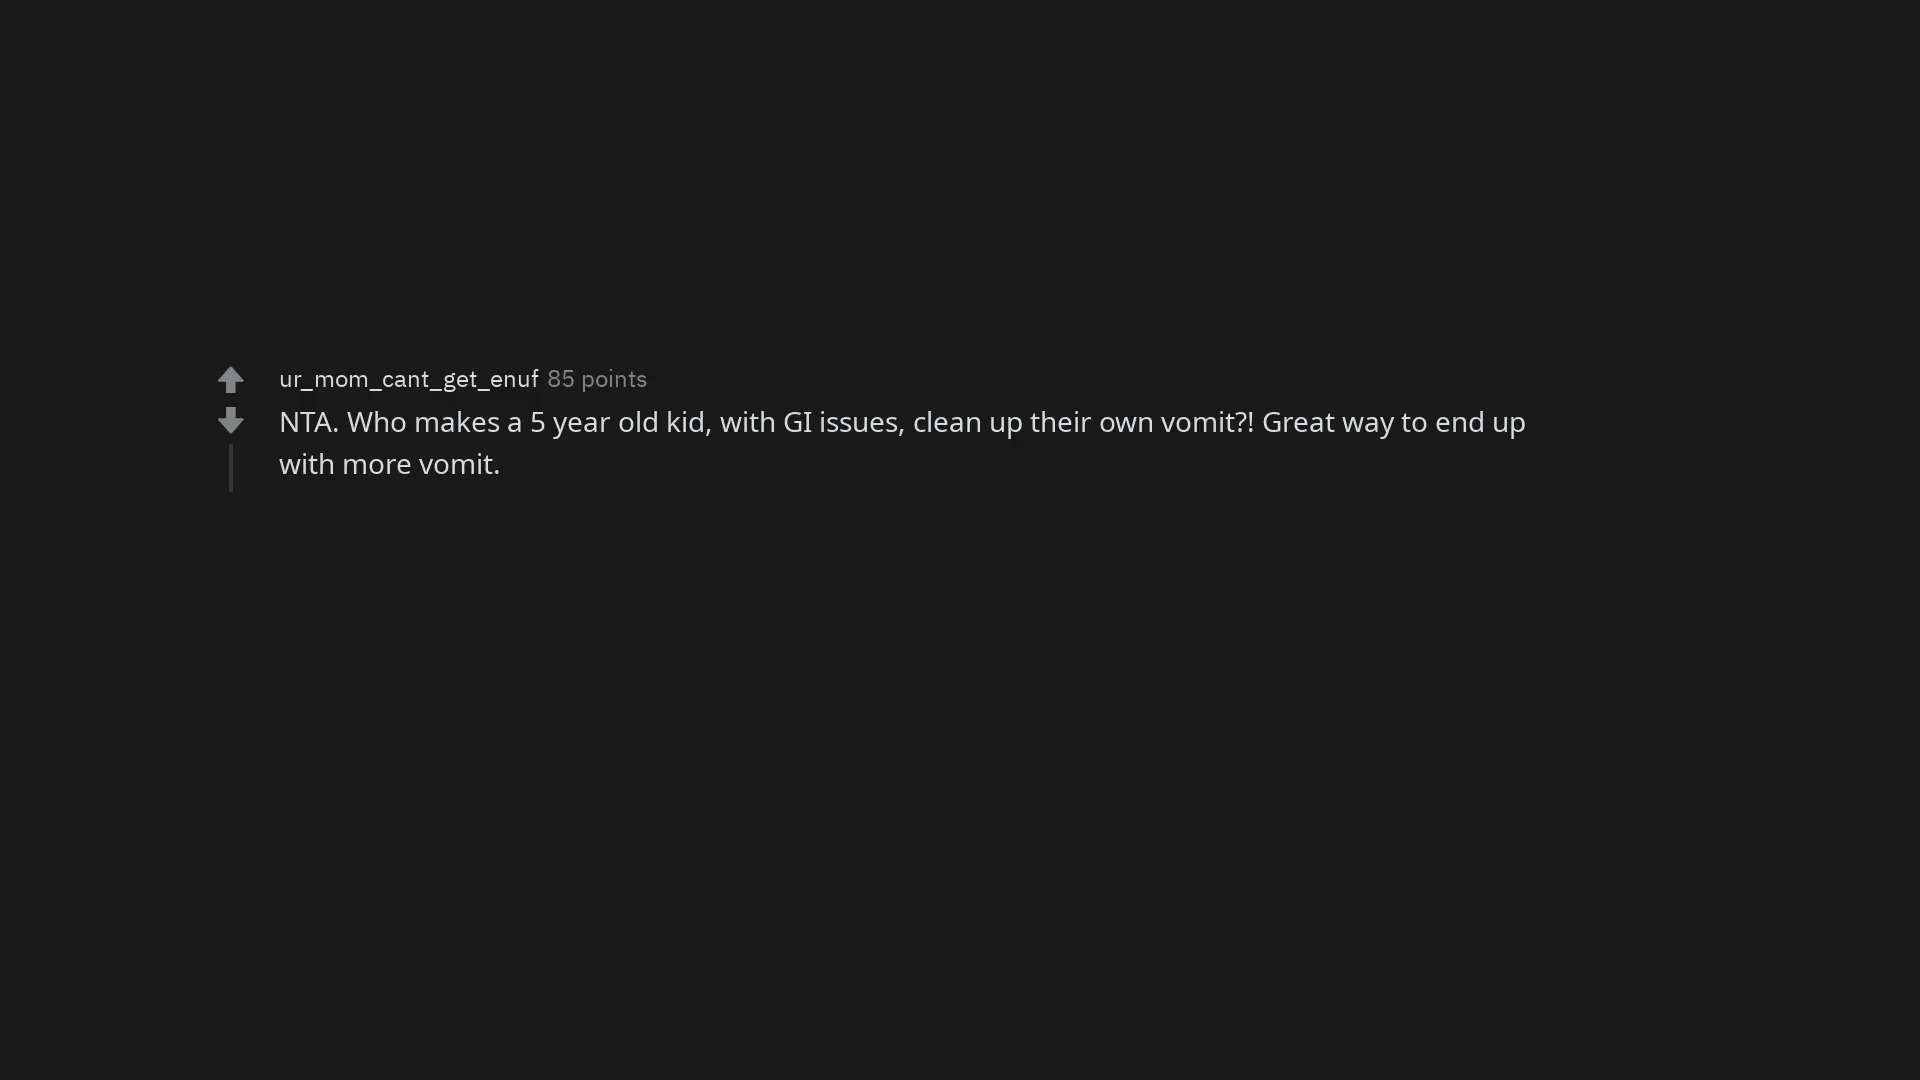 ur_mom_cant_get_enuf 85 points
NTA. Who makes a 5 year old kid, with GI issues, clean up their own vomit?! Great way to end up
with more vomit.